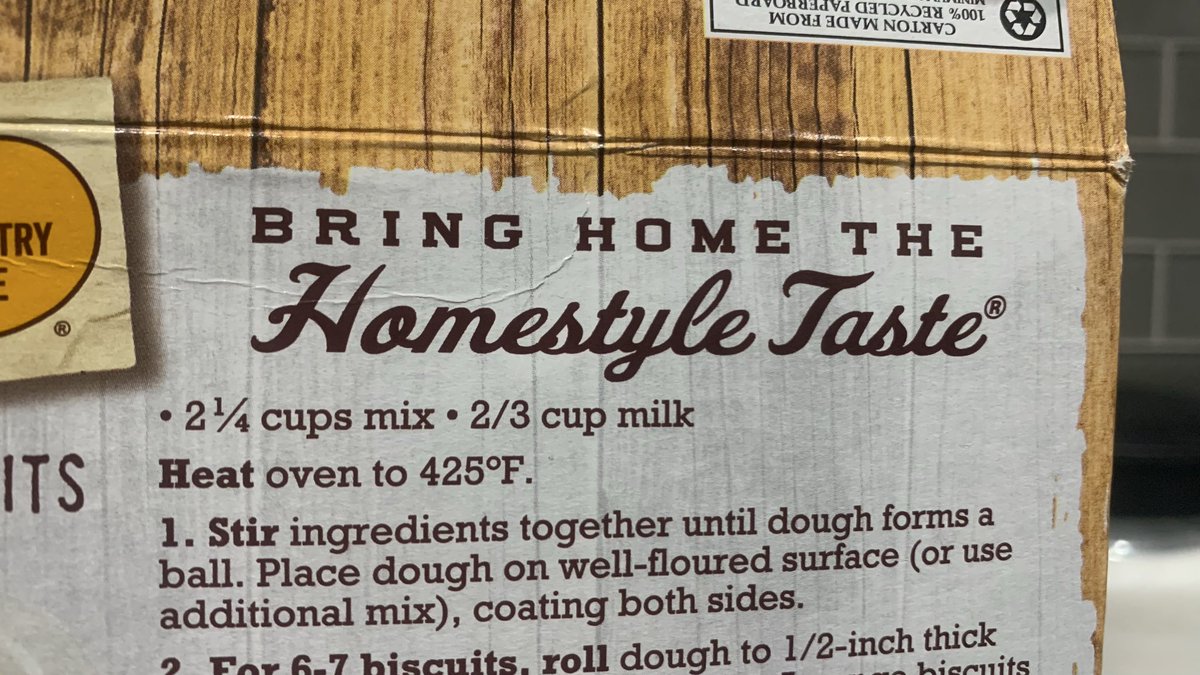 CARTON MADE FROM
100% RECYCLED PAPERBOARD
TRY
E
®
BRING HOME THE
Homestyle Taste®
• 2¼ cups mix • 2/3 cup milk
ITS
Heat oven to 425°F.
1. Stir ingredients together until dough forms a
ball. Place dough on well-floured surface (or use
additional mix), coating both sides.
2. For 6-7 biscuits, roll dough to 1/2-inch thick
biscuits